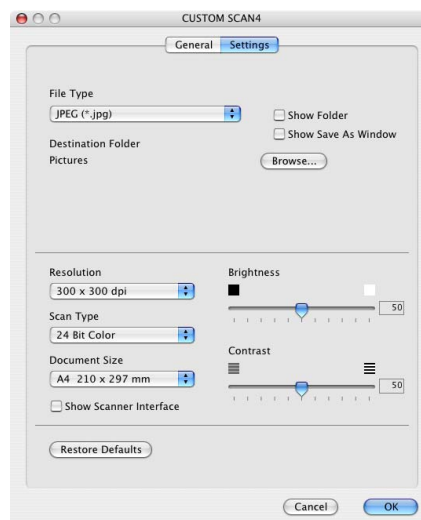 CUSTOM SCAN4
General Settings
File Type
JPEG (*.jpg)
Show Folder
Show Save As Window
Destination Folder
Pictures
Browse...
Resolution
300 x 300 dpi
Scan Type
24 Bit Color
Document Size
A4 210 x 297 mm
Show Scanner Interface
Brightness
50
Contrast
50
Restore Defaults
Cancel OK